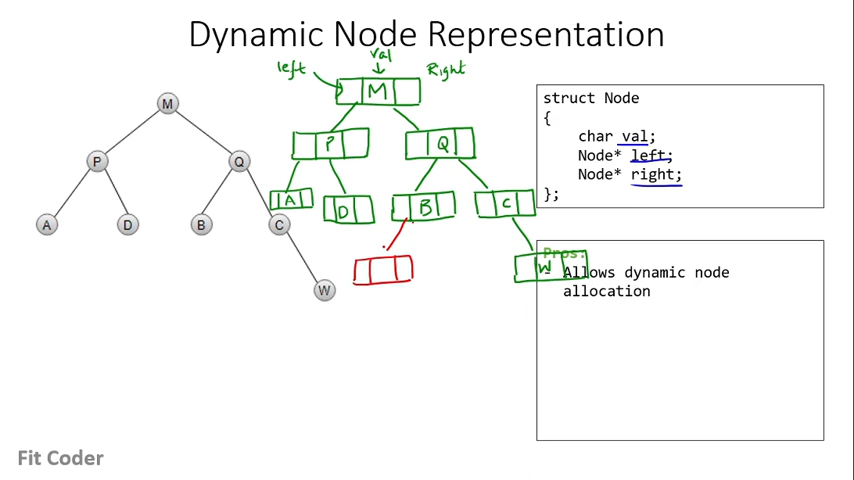 Dynamic Node Representation
left
val
Right
M
P
Q
A
D
B
C
W
M
P
Q
A
D
B
C
W
struct Node
{
char val;
Node* left;
Node* right;
};
Pros:
- Allows dynamic node
allocation
Fit Coder